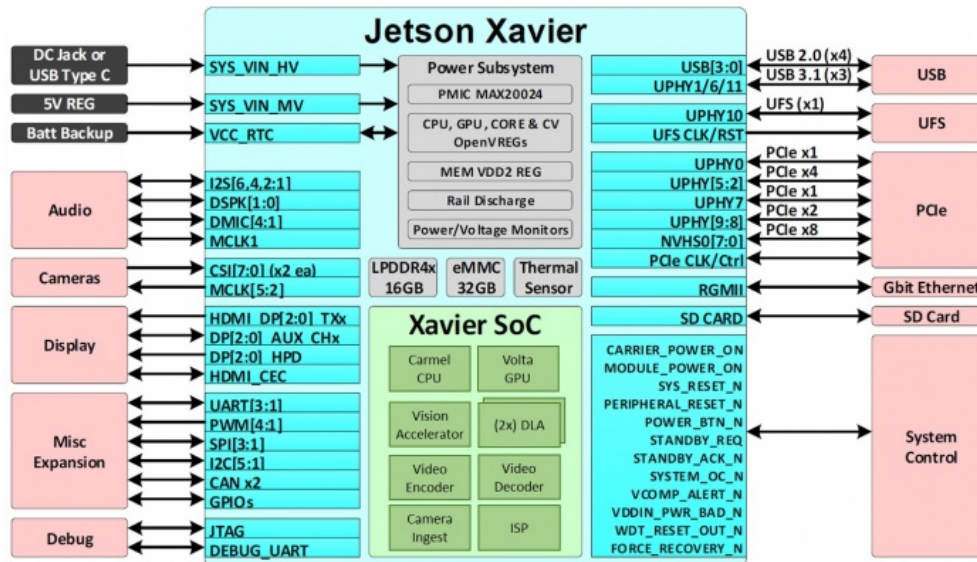 Jetson Xavier
DC Jack or
USB Type C
5V REG
Batt Backup
SYS_VIN_HV
SYS_VIN_MV
VCC_RTC
Power Subsystem
PMIC MAX20024
CPU, GPU, CORE & CV
OpenVREGs
MEM VDD2 REG
Rail Discharge
Power/Voltage Monitors
USB[3:0]
UPHY1/6/11
USB 2.0 (x4)
USB 3.1 (x3)
USB
UPHY10
UFS CLK/RST
UFS (x1)
UFS
UPHY0
UPHY[5:2]
UPHY7
UPHY[9:8]
NVHS0[7:0]
PCIe CLK/Ctrl
PCIe x1
PCIe x4
PCIe x1
PCIe x2
PCIe x8
PCIe
Audio
I2S[6,4,2:1]
DSPK[1:0]
DMIC[4:1]
MCLK1
Cameras
CSI[7:0] (x2 ea)
MCLK[5:2]
LPDDR4x
16GB
eMMC
32GB
Thermal
Sensor
RGMII
Gbit Ethernet
SD CARD
SD Card
Display
HDMI_DP[2:0]_TXx
DP[2:0]_AUX_CHx
DP[2:0]_HPD
HDMI_CEC
Xavier SoC
Carmel
CPU
Volta
GPU
Vision
Accelerator
(2x) DLA
Video
Encoder
Video
Decoder
Camera
Ingest
ISP
Misc
Expansion
UART[3:1]
PWM[4:1]
SPI[3:1]
I2C[5:1]
CAN x2
GPIOs
Debug
JTAG
DEBUG_UART
CARRIER_POWER_ON
MODULE_POWER_ON
SYS_RESET_N
PERIPHERAL_RESET_N
POWER_BTN_N
STANDBY_REQ
STANDBY_ACK_N
SYSTEM_OC_N
VCOMP_ALERT_N
VDDIN_PWR_BAD_N
WDT_RESET_OUT_N
FORCE_RECOVERY_N
System
Control